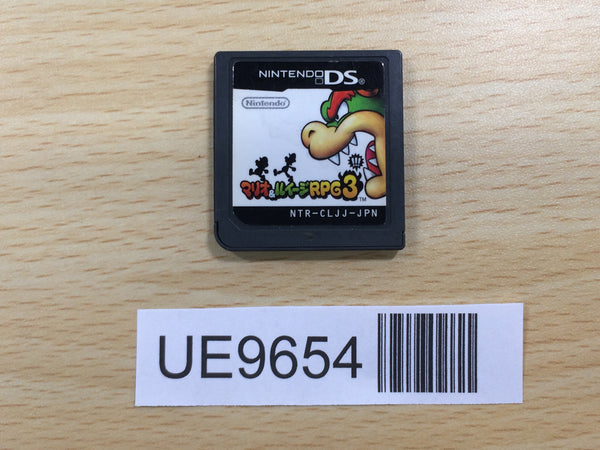 NINTENDO DS®
Nintendo
マリオ&ルイージRPG3!!!
TM
NTR-CLJJ-JPN
UE9654